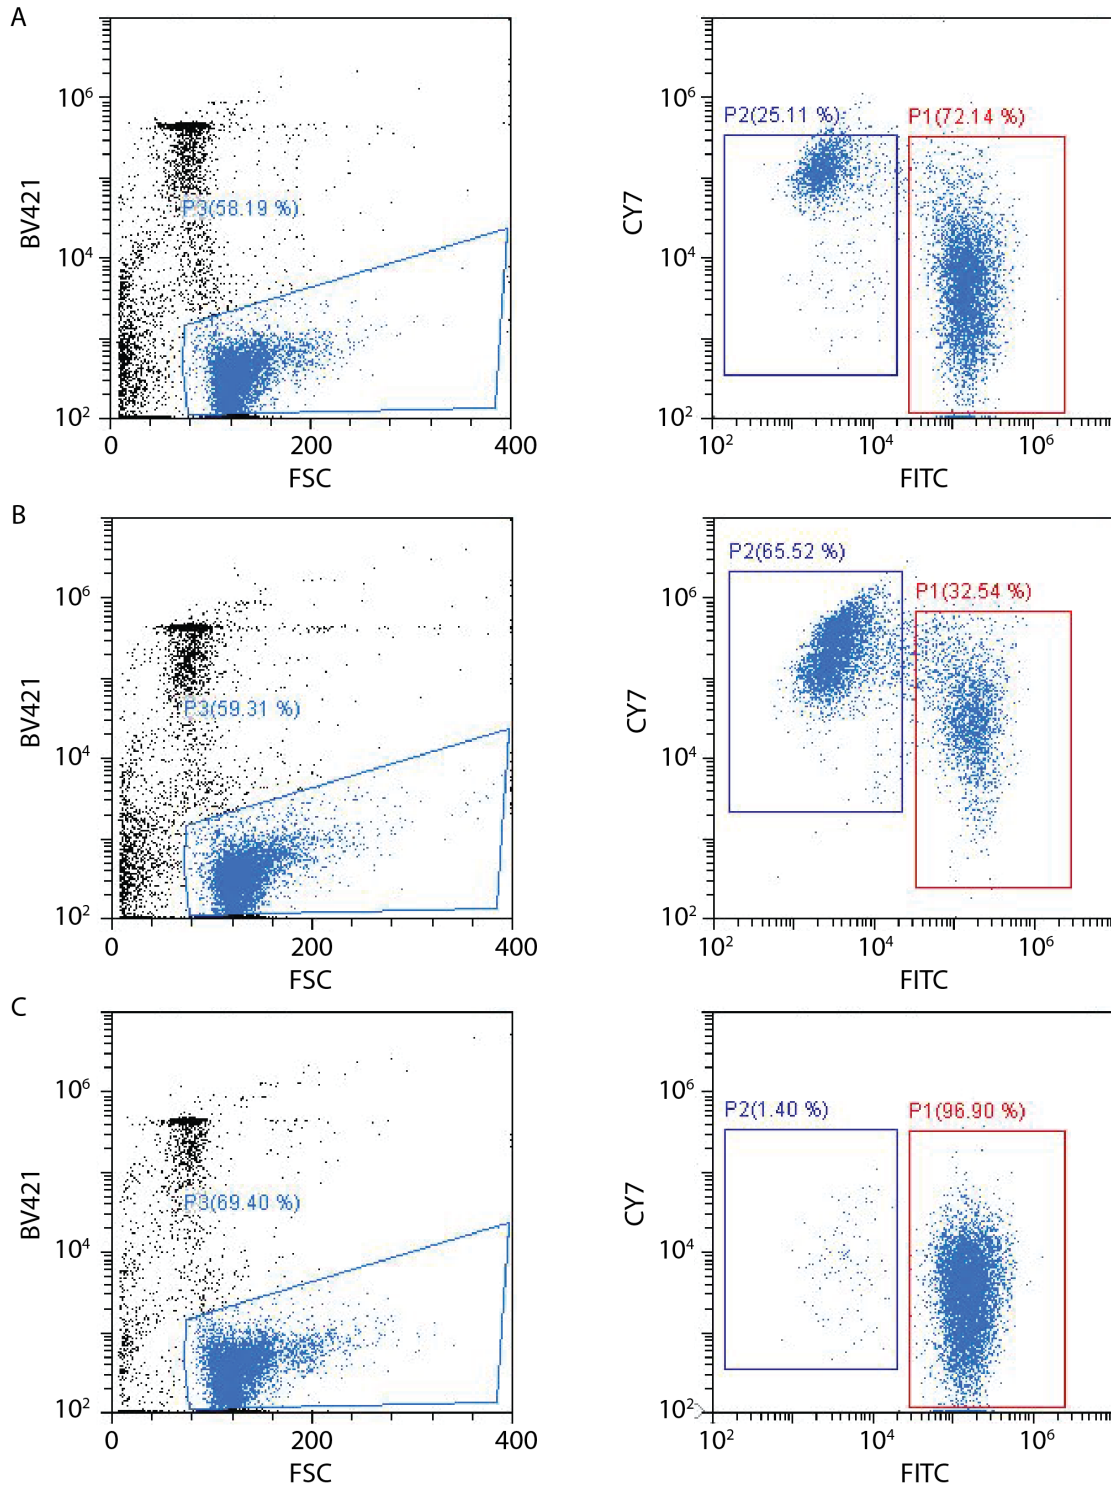 A
10⁶
10⁴
10²
BV421
P3(58.19 %)
0
200
400
FSC
10⁶
10⁴
10²
CY7
P2(25.11 %)
P1(72.14 %)
10²
10⁴
10⁶
FITC
B
10⁶
10⁴
10²
BV421
P3(59.31 %)
0
200
400
FSC
10⁶
10⁴
10²
CY7
P2(65.52 %)
P1(32.54 %)
10²
10⁴
10⁶
FITC
C
10⁶
10⁴
10²
BV421
P3(69.40 %)
0
200
400
FSC
10⁶
10⁴
10²
CY7
P2(1.40 %)
P1(96.90 %)
10²
10⁴
10⁶
FITC